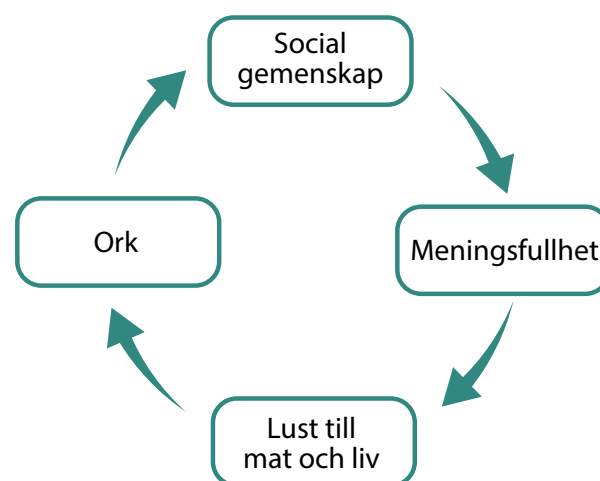 Social
gemenskap
Meningsfullhet
Lust till
mat och liv
Ork